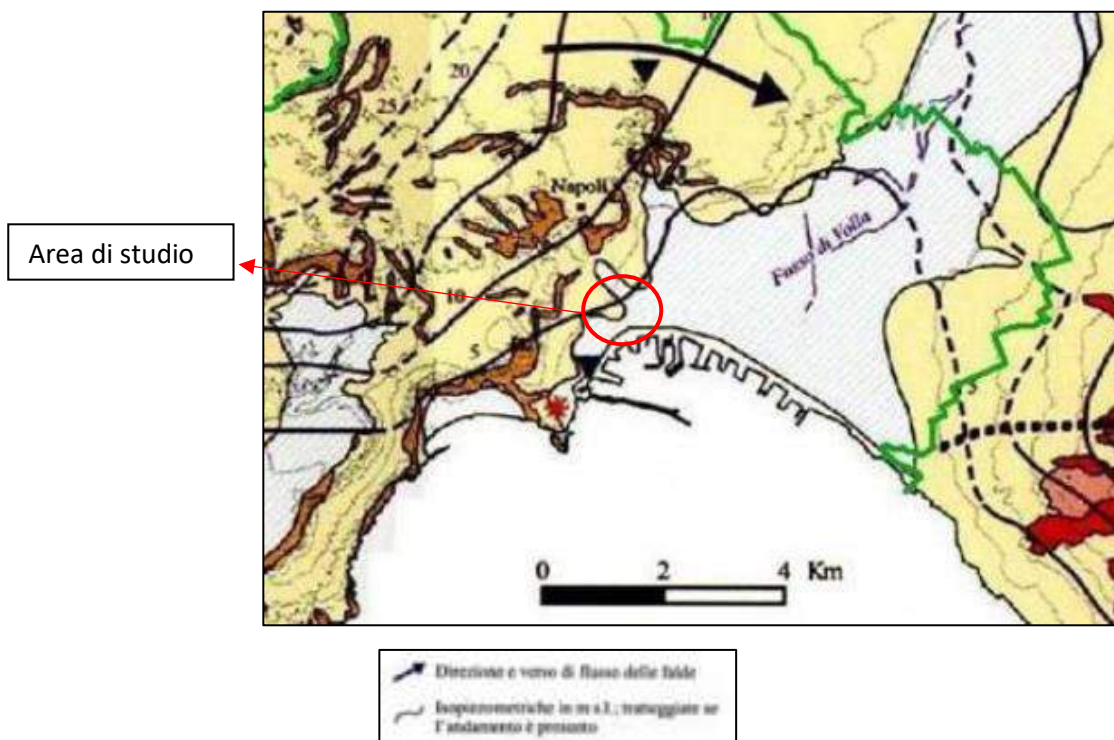 20
25
Napoli
Area di studio
Fosso di Volla
10
5
0 2 4 Km
Direzione e verso di flusso delle falde
Isopiezometriche in m s.l.; tratteggiate se
l'andamento è presunto